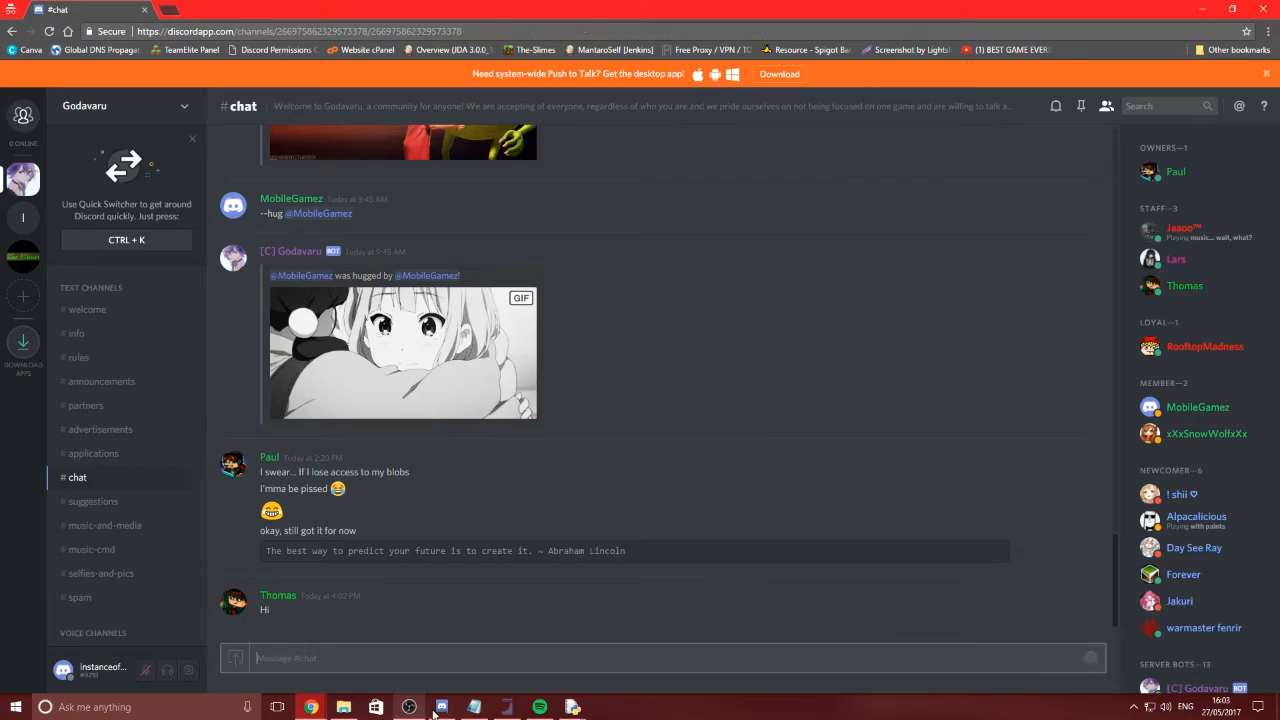 #chat
Secure
https://discordapp.com/channels/266975862329573378/266975862329573378
Canva
Global DNS Propagat
TeamElite Panel
Discord Permissions C
Website cPanel
Overview (JDA 3.0.0_1
The-Slimes
MantaroSelf [Jenkins]
Free Proxy / VPN / TO
Resource - Spigot Bar
Screenshot by Lights
(1) BEST GAME EVER!
Other bookmarks
Need system-wide Push to Talk? Get the desktop app!
Download
Godavaru
#chat
Welcome to Godavaru, a community for anyone! We are accepting of everyone, regardless of who you are and we pride ourselves on not being focused on one game and are willing to talk a...
Search
0 ONLINE
Use Quick Switcher to get around
Discord quickly. Just press:
CTRL + K
I
DOWNLOAD
APPS
TEXT CHANNELS
# welcome
# info
# rules
# announcements
# partners
# advertisements
# applications
# chat
# suggestions
# music-and-media
# music-cmd
# selfies-and-pics
# spam
VOICE CHANNELS
instanceof...
#9210
MobileGamez Today at 9:45 AM
--hug @MobileGamez
[C] Godavaru BOT Today at 9:45 AM
@MobileGamez was hugged by @MobileGamez!
GIF
Paul Today at 2:20 PM
I swear... If I lose access to my blobs
I'mma be pissed
okay, still got it for now
The best way to predict your future is to create it. ~ Abraham Lincoln
Thomas Today at 4:02 PM
Hi
Message #chat
OWNERS—1
Paul
STAFF—3
Jaaoo™
Playing music... wait, what?
Lars
Thomas
LOYAL—1
RooftopMadness
MEMBER—2
MobileGamez
xXxSnowWolfxXx
NEWCOMER—6
! shii ♡
Alpacalicious
Playing with paints
Day See Ray
Forever
Jakuri
warmaster fenrir
SERVER BOTS—13
[C] Godavaru BOT
Ask me anything
ENG
16:03
27/05/2017